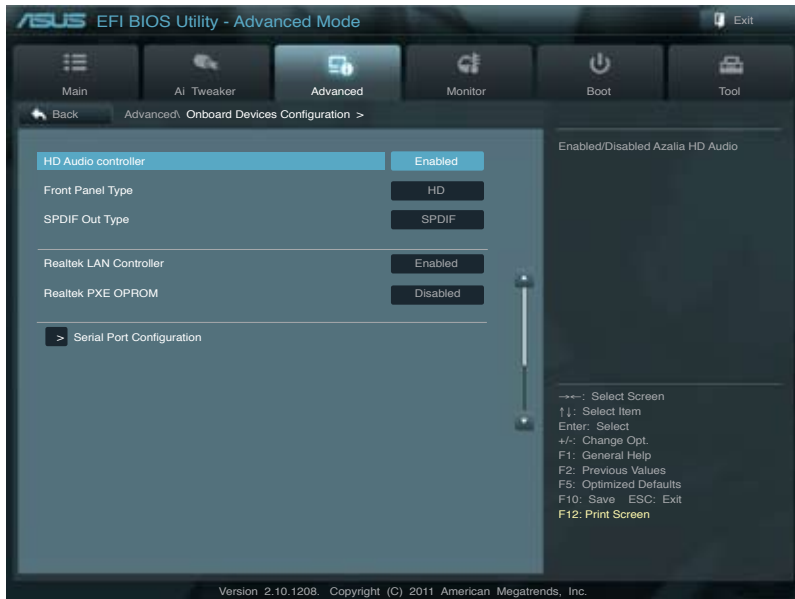 ASUS EFI BIOS Utility - Advanced Mode
Exit
Main
Ai Tweaker
Advanced
Monitor
Boot
Tool
Back
Advanced\ Onboard Devices Configuration >
HD Audio controller Enabled
Front Panel Type HD
SPDIF Out Type SPDIF
Realtek LAN Controller Enabled
Realtek PXE OPROM Disabled
> Serial Port Configuration
Enabled/Disabled Azalia HD Audio
→←: Select Screen
↑↓: Select Item
Enter: Select
+/-: Change Opt.
F1: General Help
F2: Previous Values
F5: Optimized Defaults
F10: Save ESC: Exit
F12: Print Screen
Version 2.10.1208. Copyright (C) 2011 American Megatrends, Inc.